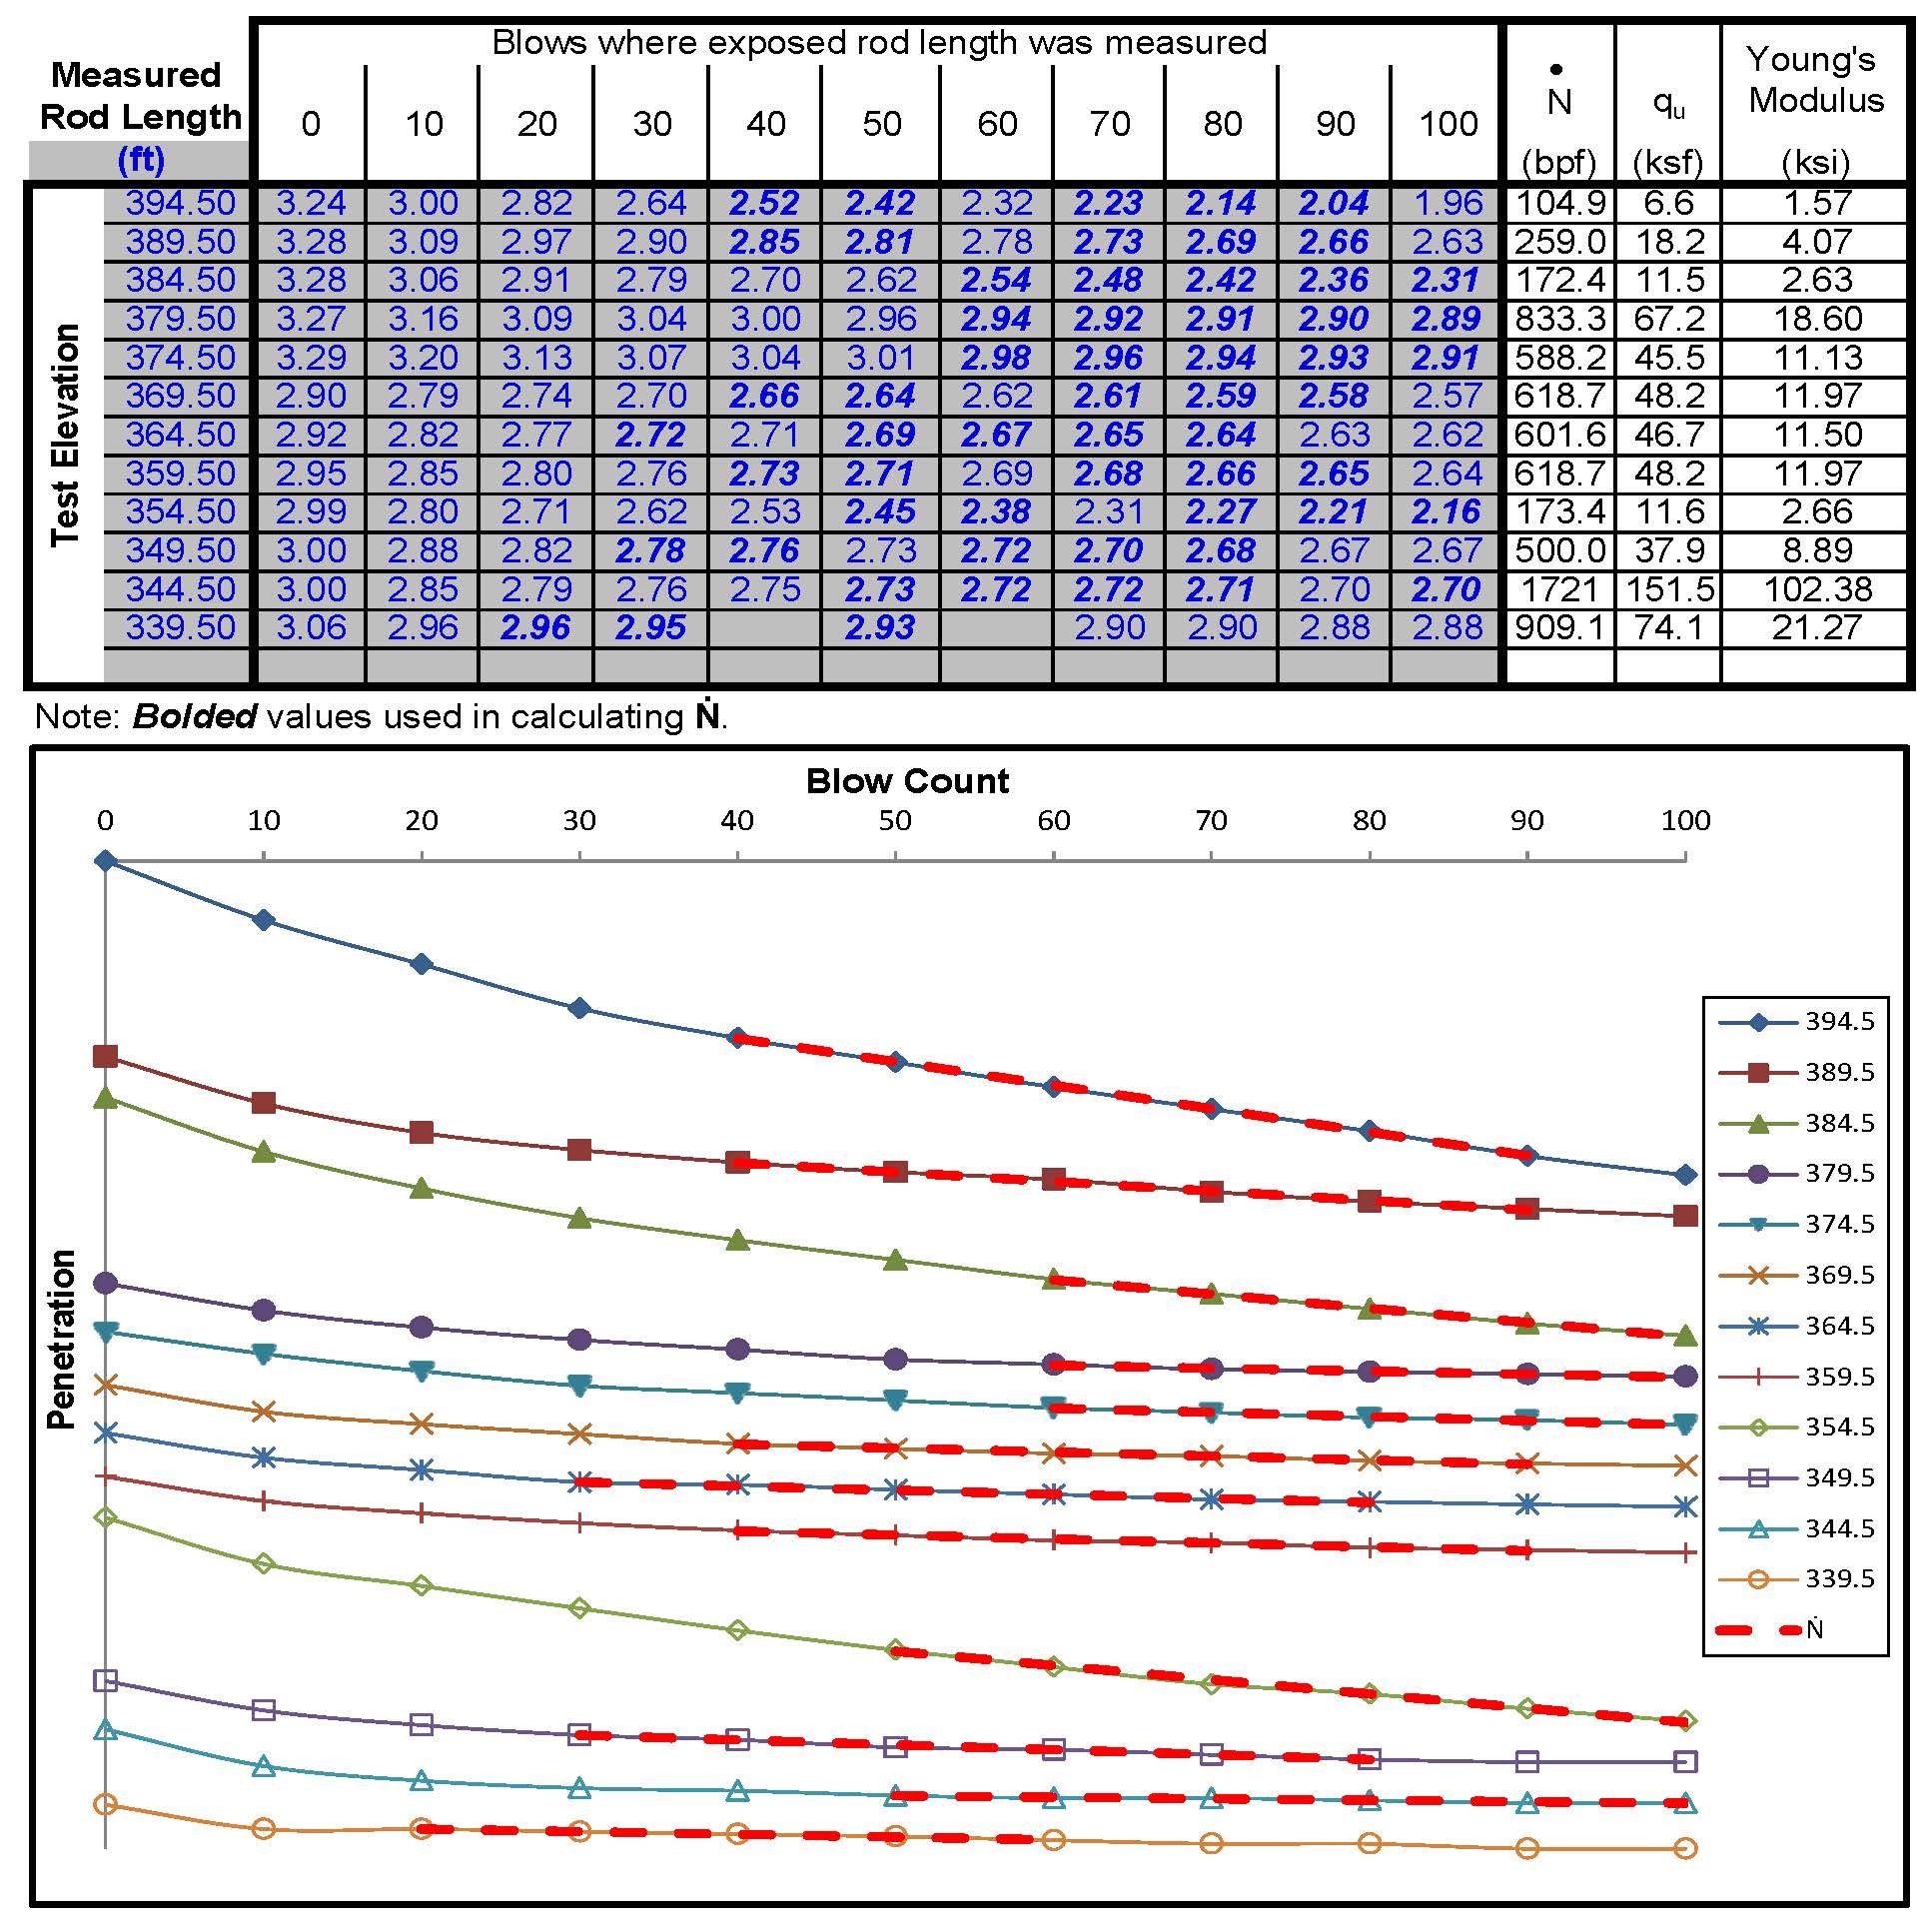 Blows where exposed rod length was measured
Measured Rod Length (ft)
0 10 20 30 40 50 60 70 80 90 100
Ṅ (bpf)
qu (ksf)
Young's Modulus (ksi)
Test Elevation
394.50 3.24 3.00 2.82 2.64 2.52 2.42 2.32 2.23 2.14 2.04 1.96 104.9 6.6 1.57
389.50 3.28 3.09 2.97 2.90 2.85 2.81 2.78 2.73 2.69 2.66 2.63 259.0 18.2 4.07
384.50 3.28 3.06 2.91 2.79 2.70 2.62 2.54 2.48 2.42 2.36 2.31 172.4 11.5 2.63
379.50 3.27 3.16 3.09 3.04 3.00 2.96 2.94 2.92 2.91 2.90 2.89 833.3 67.2 18.60
374.50 3.29 3.20 3.13 3.07 3.04 3.01 2.98 2.96 2.94 2.93 2.91 588.2 45.5 11.13
369.50 2.90 2.79 2.74 2.70 2.66 2.64 2.62 2.61 2.59 2.58 2.57 618.7 48.2 11.97
364.50 2.92 2.82 2.77 2.72 2.71 2.69 2.67 2.65 2.64 2.63 2.62 601.6 46.7 11.50
359.50 2.95 2.85 2.80 2.76 2.73 2.71 2.69 2.68 2.66 2.65 2.64 618.7 48.2 11.97
354.50 2.99 2.80 2.71 2.62 2.53 2.45 2.38 2.31 2.27 2.21 2.16 173.4 11.6 2.66
349.50 3.00 2.88 2.82 2.78 2.76 2.73 2.72 2.70 2.68 2.67 2.67 500.0 37.9 8.89
344.50 3.00 2.85 2.79 2.76 2.75 2.73 2.72 2.72 2.71 2.70 2.70 1721 151.5 102.38
339.50 3.06 2.96 2.96 2.95 2.93 2.90 2.90 2.88 2.88 909.1 74.1 21.27
Note: Bolded values used in calculating Ṅ.
Blow Count
0 10 20 30 40 50 60 70 80 90 100
Penetration
394.5
389.5
384.5
379.5
374.5
369.5
364.5
359.5
354.5
349.5
344.5
339.5
Ṅ